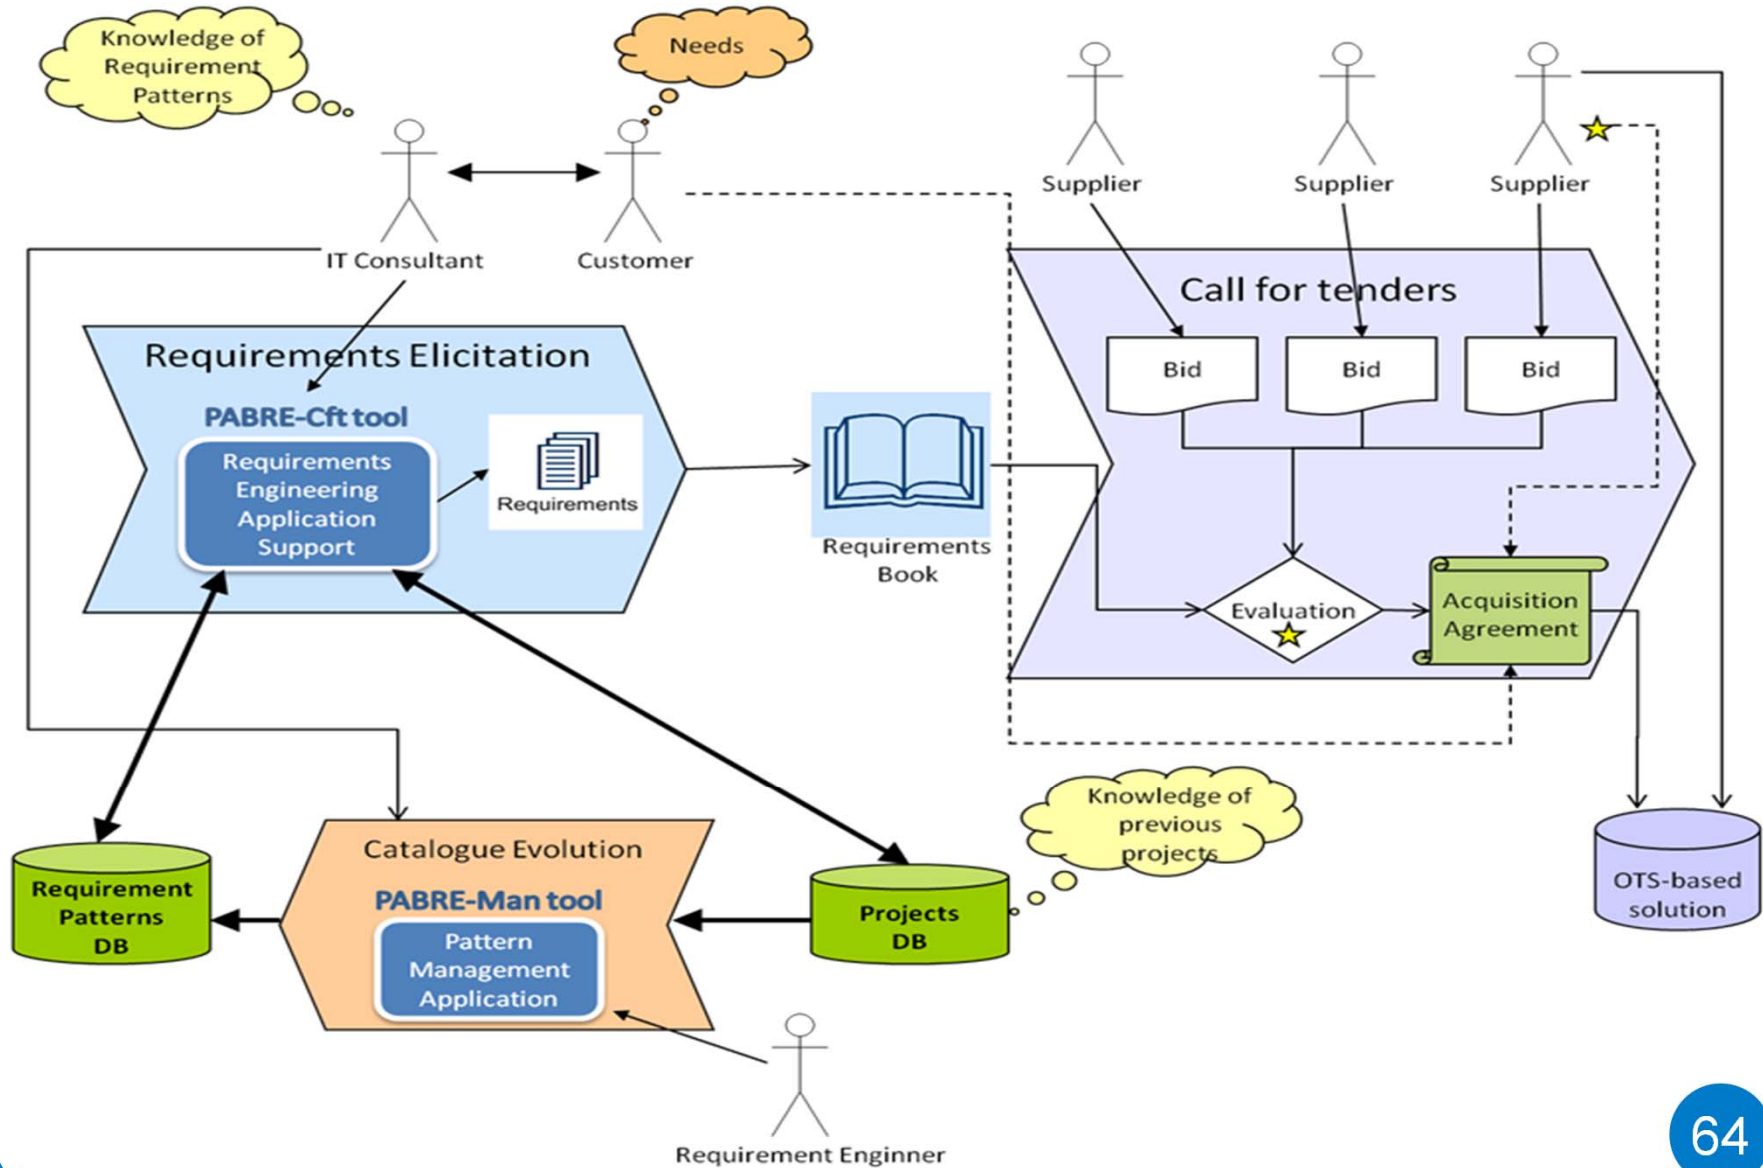 Knowledge of
Requirement
Patterns
Needs
Supplier
Supplier
Supplier
IT Consultant
Customer
Requirements Elicitation
PABRE-Cft tool
Requirements
Engineering
Application
Support
Requirements
Requirements
Book
Call for tenders
Bid
Bid
Bid
Evaluation
Acquisition
Agreement
Knowledge of
previous
projects
Requirement
Patterns
DB
Catalogue Evolution
PABRE-Man tool
Pattern
Management
Application
Projects
DB
OTS-based
solution
Requirement Enginner
64